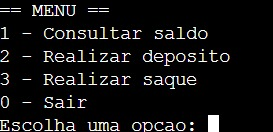 == MENU ==
1 - Consultar saldo
2 - Realizar deposito
3 - Realizar saque
0 - Sair
Escolha uma opcao: